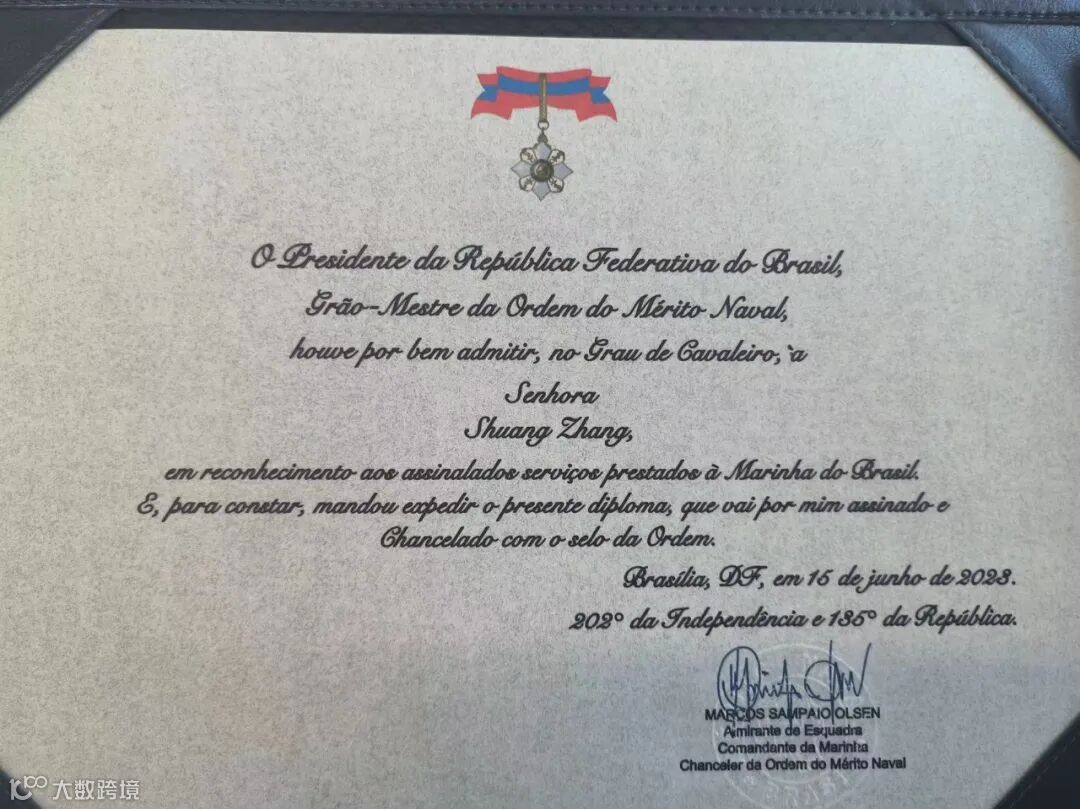 O Presidente da República Federativa do Brasil,
Grão-Mestre da Ordem do Mérito Naval,
houve por bem admitir, no Grau de Cavaleiro, `a
Senhora
Shuang Zhang,
em reconhecimento aos assinalados serviços prestados à Marinha do Brasil.
E, para constar, mandou expedir o presente diploma, que vai por mim assinado e
Chancelado com o selo da Ordem.
Brasília, DF, em 15 de junho de 2023.
202º da Independência e 135º da República.
MARCOS SAMPAIO OLSEN
Almirante de Esquadra
Comandante da Marinha
Chanceler da Ordem do Mérito Naval
大数跨境